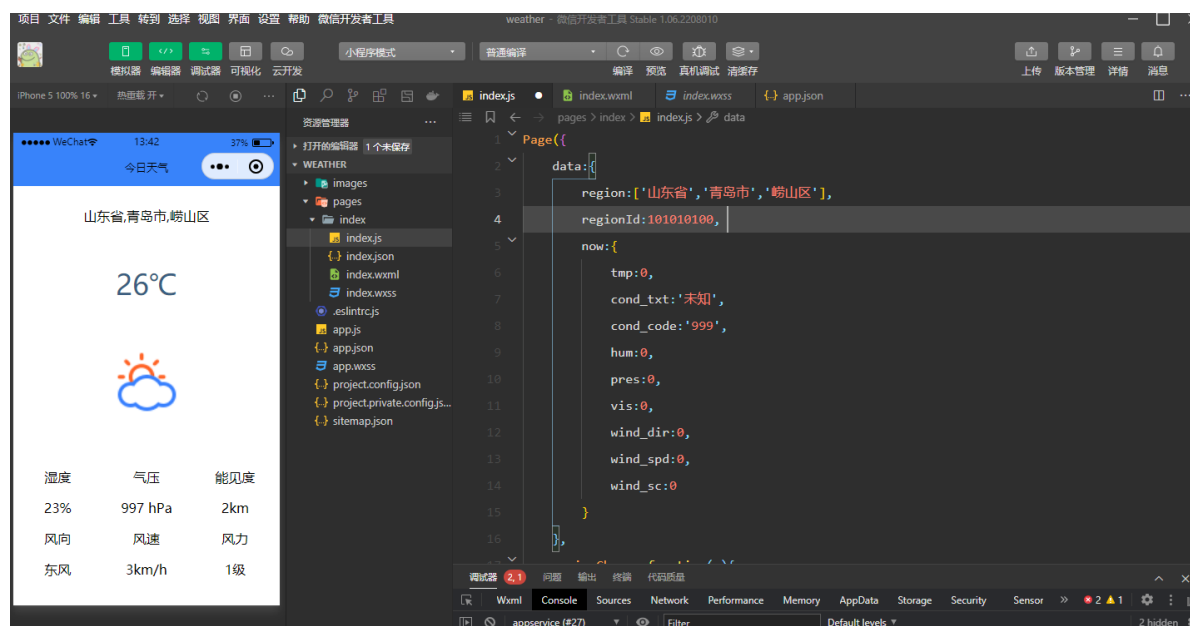 项目 文件 编辑 工具 转到 选择 视图 界面 设置 帮助 微信开发者工具 weather - 微信开发者工具 Stable 1.06.2208010
小程序模式 普通编译
模拟器 编辑器 调试器 可视化 云开发 编译 预览 真机调试 清缓存 上传 版本管理 详情 消息
iPhone 5 100% 16 热重载 开
index.js index.wxml index.wxss {..} app.json
pages > index > index.js > data
WeChat 13:42 37%
今日天气
山东省,青岛市,崂山区
26℃
湿度 气压 能见度
23% 997 hPa 2km
风向 风速 风力
东风 3km/h 1级
资源管理器
打开的编辑器 1个未保存
WEATHER
images
pages
index
index.js
{..} index.json
index.wxml
index.wxss
.eslintrc.js
app.js
{..} app.json
app.wxss
{..} project.config.json
{..} project.private.config.js...
{..} sitemap.json
1 Page({
2 data:{
3 region:['山东省','青岛市','崂山区'],
4 regionId:101010100,
5 now:{
6 tmp:0,
7 cond_txt:'未知',
8 cond_code:'999',
9 hum:0,
10 pres:0,
11 vis:0,
12 wind_dir:0,
13 wind_spd:0,
14 wind_sc:0
15 }
16 },
调试器 2, 1 问题 输出 终端 代码质量
Wxml Console Sources Network Performance Memory AppData Storage Security Sensor 2 1
appservice (#27) Filter Default levels 2 hidden